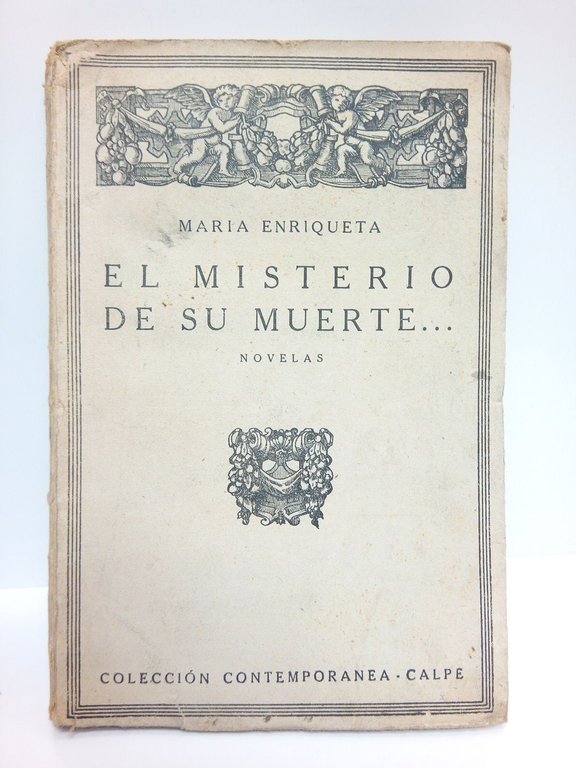 MARIA ENRIQUETA
EL MISTERIO
DE SU MUERTE...
NOVELAS
COLECCIÓN CONTEMPORANEA - CALPE